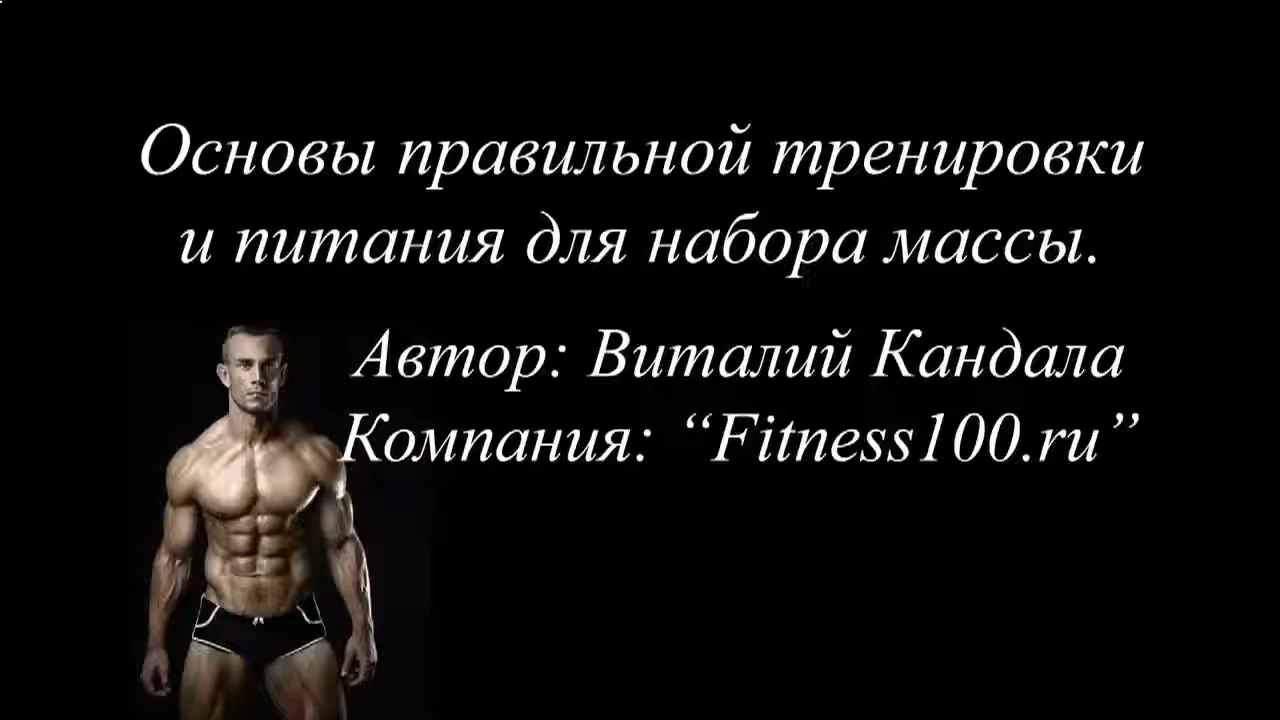 Основы правильной тренировки
и питания для набора массы.
Автор: Виталий Кандала
Компания: “Fitness100.ru”